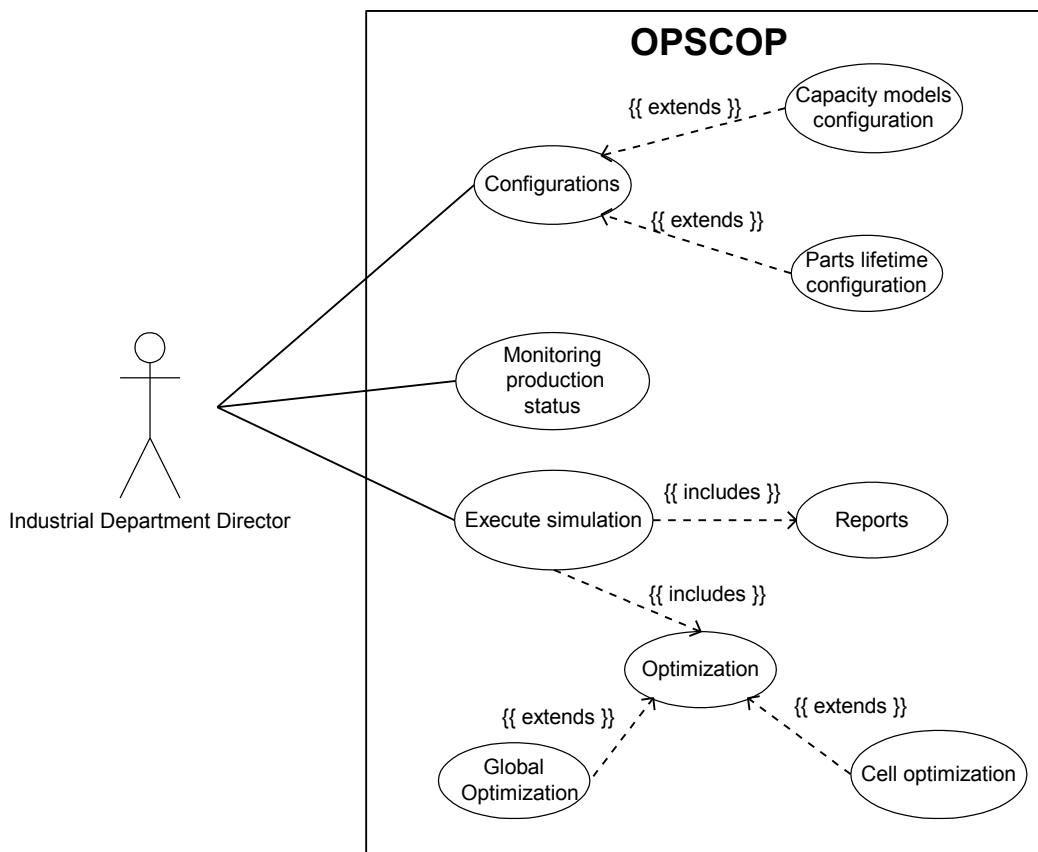 OPSCOP
Capacity models
configuration
{{ extends }}
Configurations
{{ extends }}
Parts lifetime
configuration
Monitoring
production
status
Industrial Department Director
Execute simulation
{{ includes }}
Reports
{{ includes }}
Optimization
{{ extends }}
{{ extends }}
Global
Optimization
Cell optimization